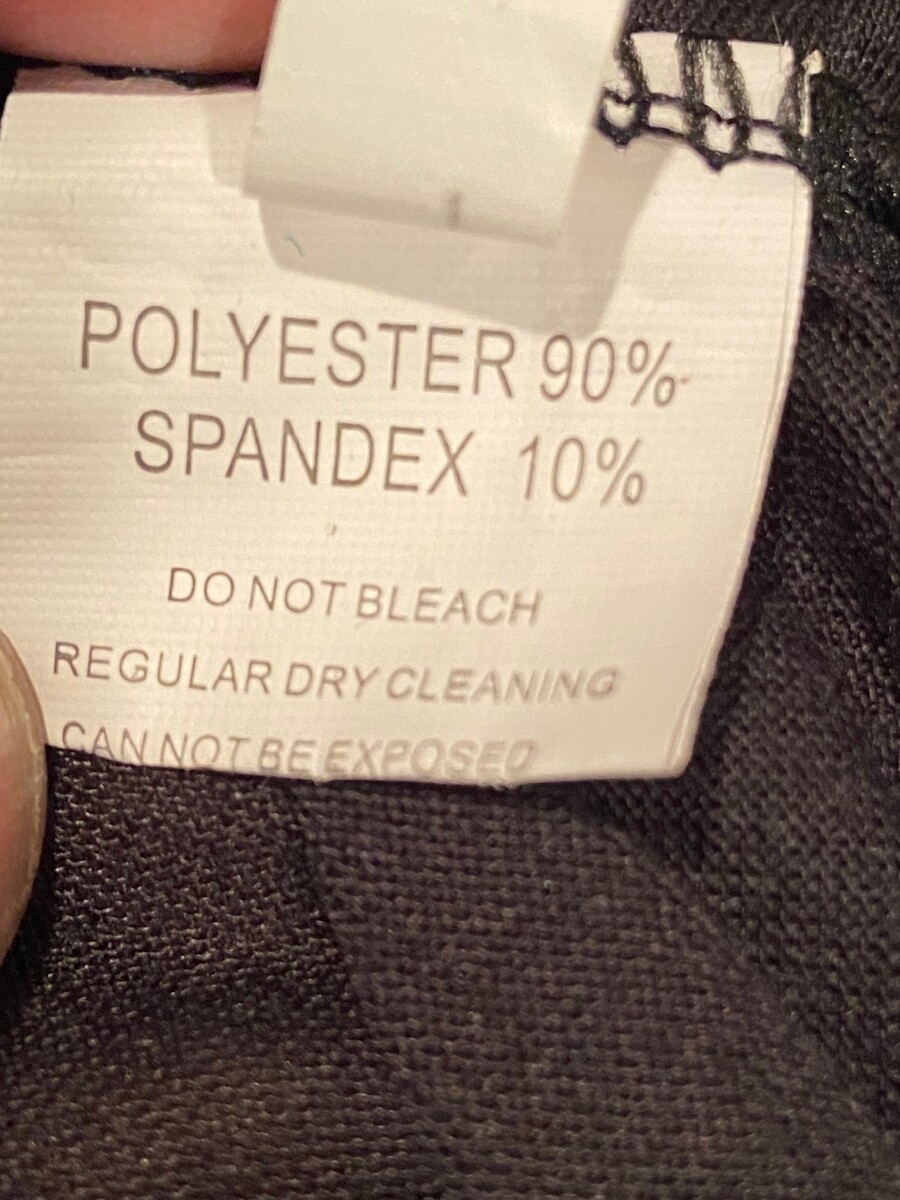 POLYESTER 90%
SPANDEX 10%
DO NOT BLEACH
REGULAR DRY CLEANING
CAN NOT BE EXPOSED